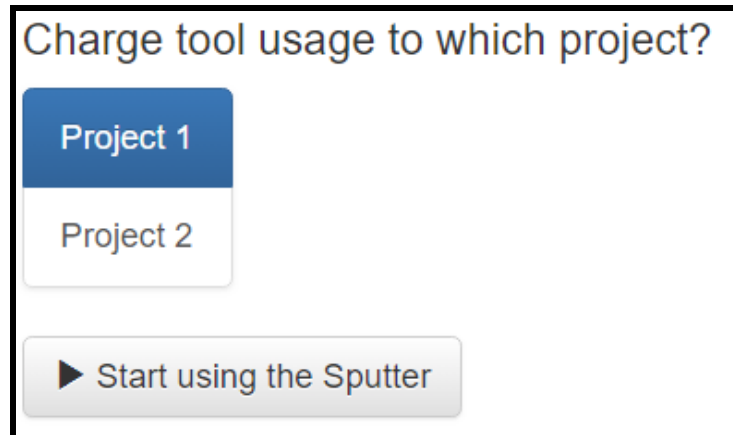 Charge tool usage to which project?
Project 1
Project 2
Start using the Sputter